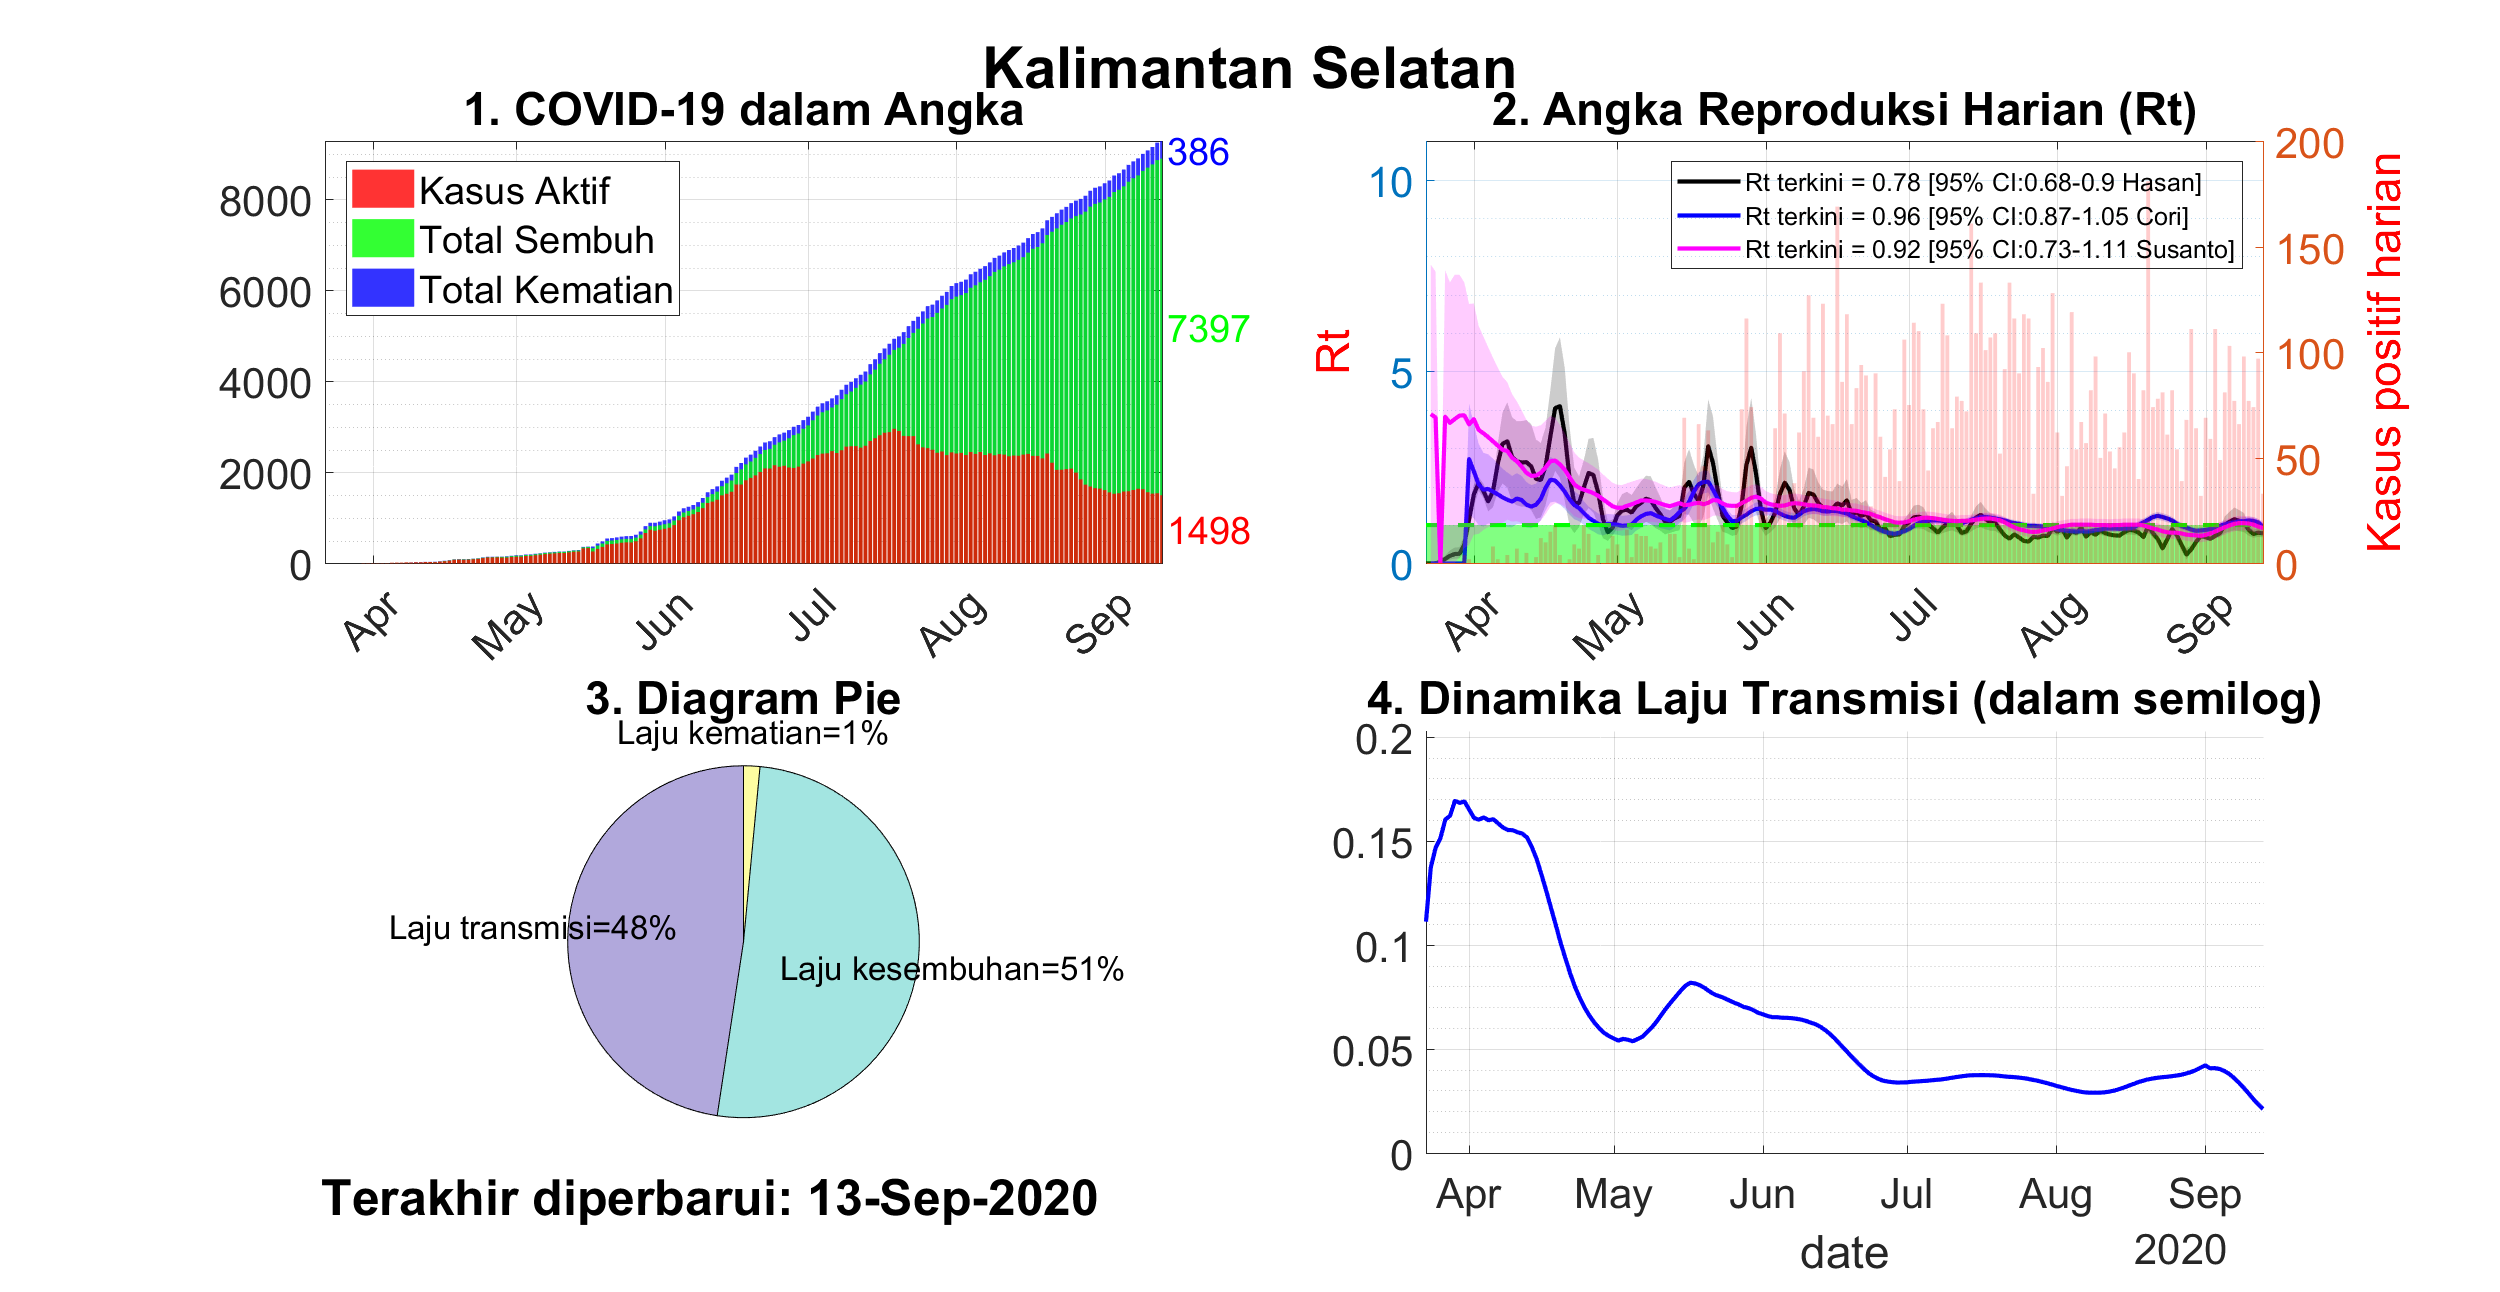 Kalimantan Selatan
1. COVID-19 dalam Angka
386
7397
1498
8000
6000
4000
2000
0
Kasus Aktif
Total Sembuh
Total Kematian
Apr
May
Jun
Jul
Aug
Sep
2. Angka Reproduksi Harian (Rt)
Rt
10
5
0
Rt terkini = 0.78 [95% CI:0.68-0.9 Hasan]
Rt terkini = 0.96 [95% CI:0.87-1.05 Cori]
Rt terkini = 0.92 [95% CI:0.73-1.11 Susanto]
200
150
100
50
0
Kasus positif harian
Apr
May
Jun
Jul
Aug
Sep
3. Diagram Pie
Laju kematian=1%
Laju transmisi=48%
Laju kesembuhan=51%
Terakhir diperbarui: 13-Sep-2020
4. Dinamika Laju Transmisi (dalam semilog)
0.2
0.15
0.1
0.05
0
Apr
May
Jun
Jul
Aug
Sep
date
2020